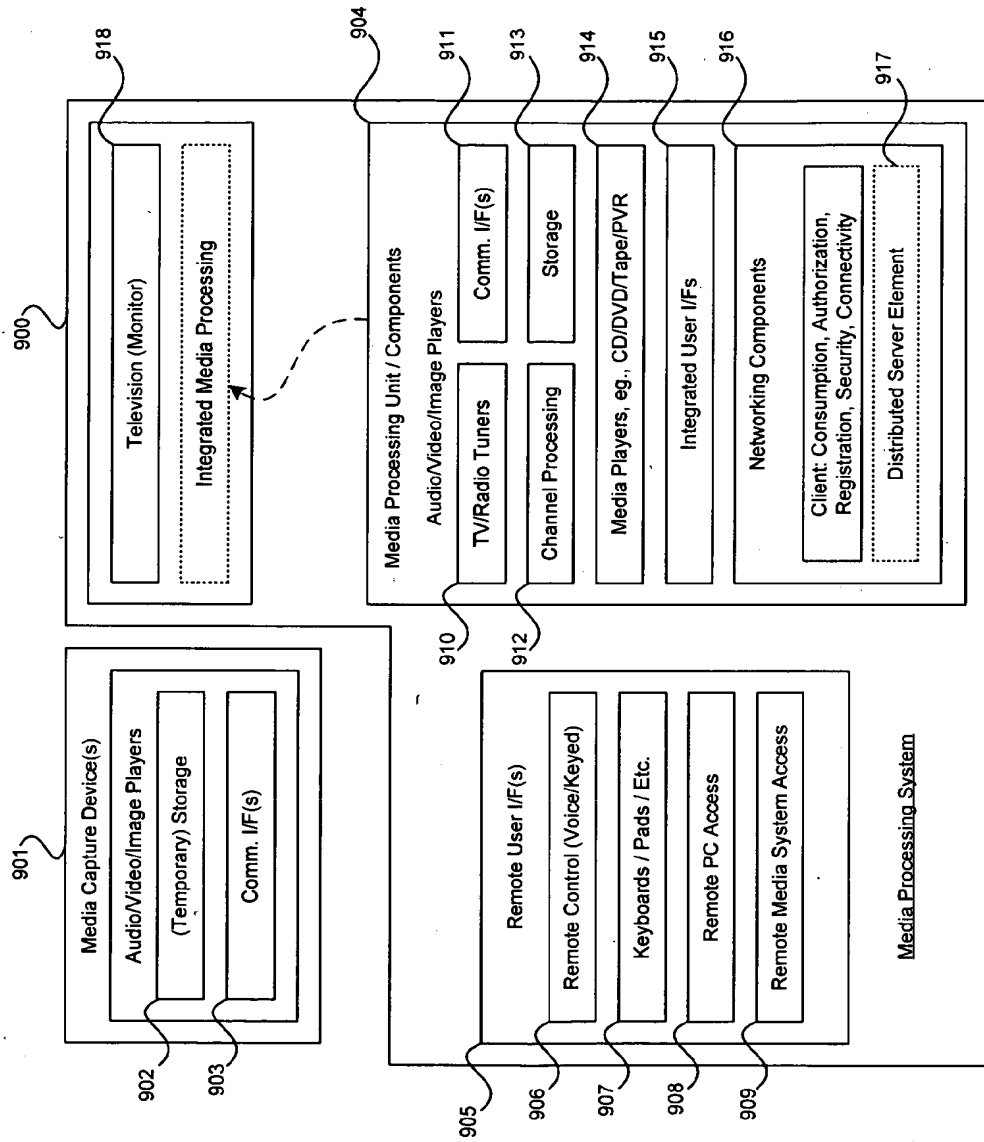 900
918
Television (Monitor)
Integrated Media Processing
901
Media Capture Device(s)
Audio/Video/Image Players
(Temporary) Storage
Comm. I/F(s)
902
903
904
Media Processing Unit / Components
Audio/Video/Image Players
TV/Radio Tuners
Comm. I/F(s)
Channel Processing
Storage
Media Players, eg., CD/DVD/Tape/PVR
Integrated User I/Fs
Networking Components
Client: Consumption, Authorization,
Registration, Security, Connectivity
Distributed Server Element
910
911
912
913
914
915
916
917
905
Remote User I/F(s)
Remote Control (Voice/Keyed)
Keyboards / Pads / Etc.
Remote PC Access
Remote Media System Access
906
907
908
909
Media Processing System